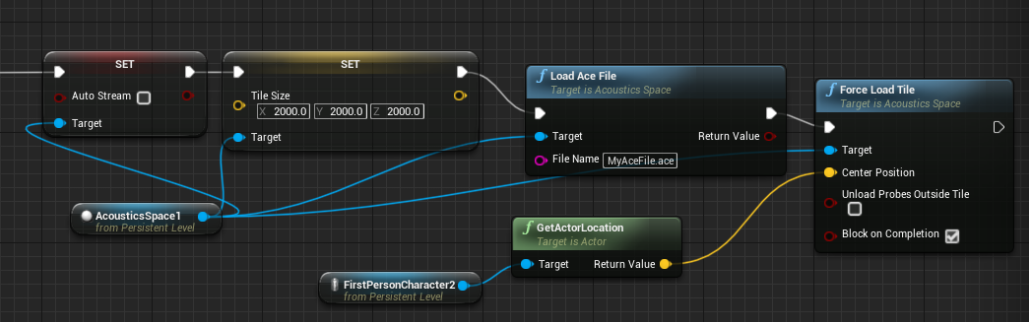 SET
Auto Stream
Target
SET
Tile Size
X 2000.0 Y 2000.0 Z 2000.0
Target
f Load Ace File
Target is Acoustics Space
Target Return Value
File Name MyAceFile.ace
f Force Load Tile
Target is Acoustics Space
Target
Center Position
Unload Probes Outside Tile
Block on Completion
AcousticsSpace1
from Persistent Level
f GetActorLocation
Target is Actor
Target Return Value
FirstPersonCharacter2
from Persistent Level